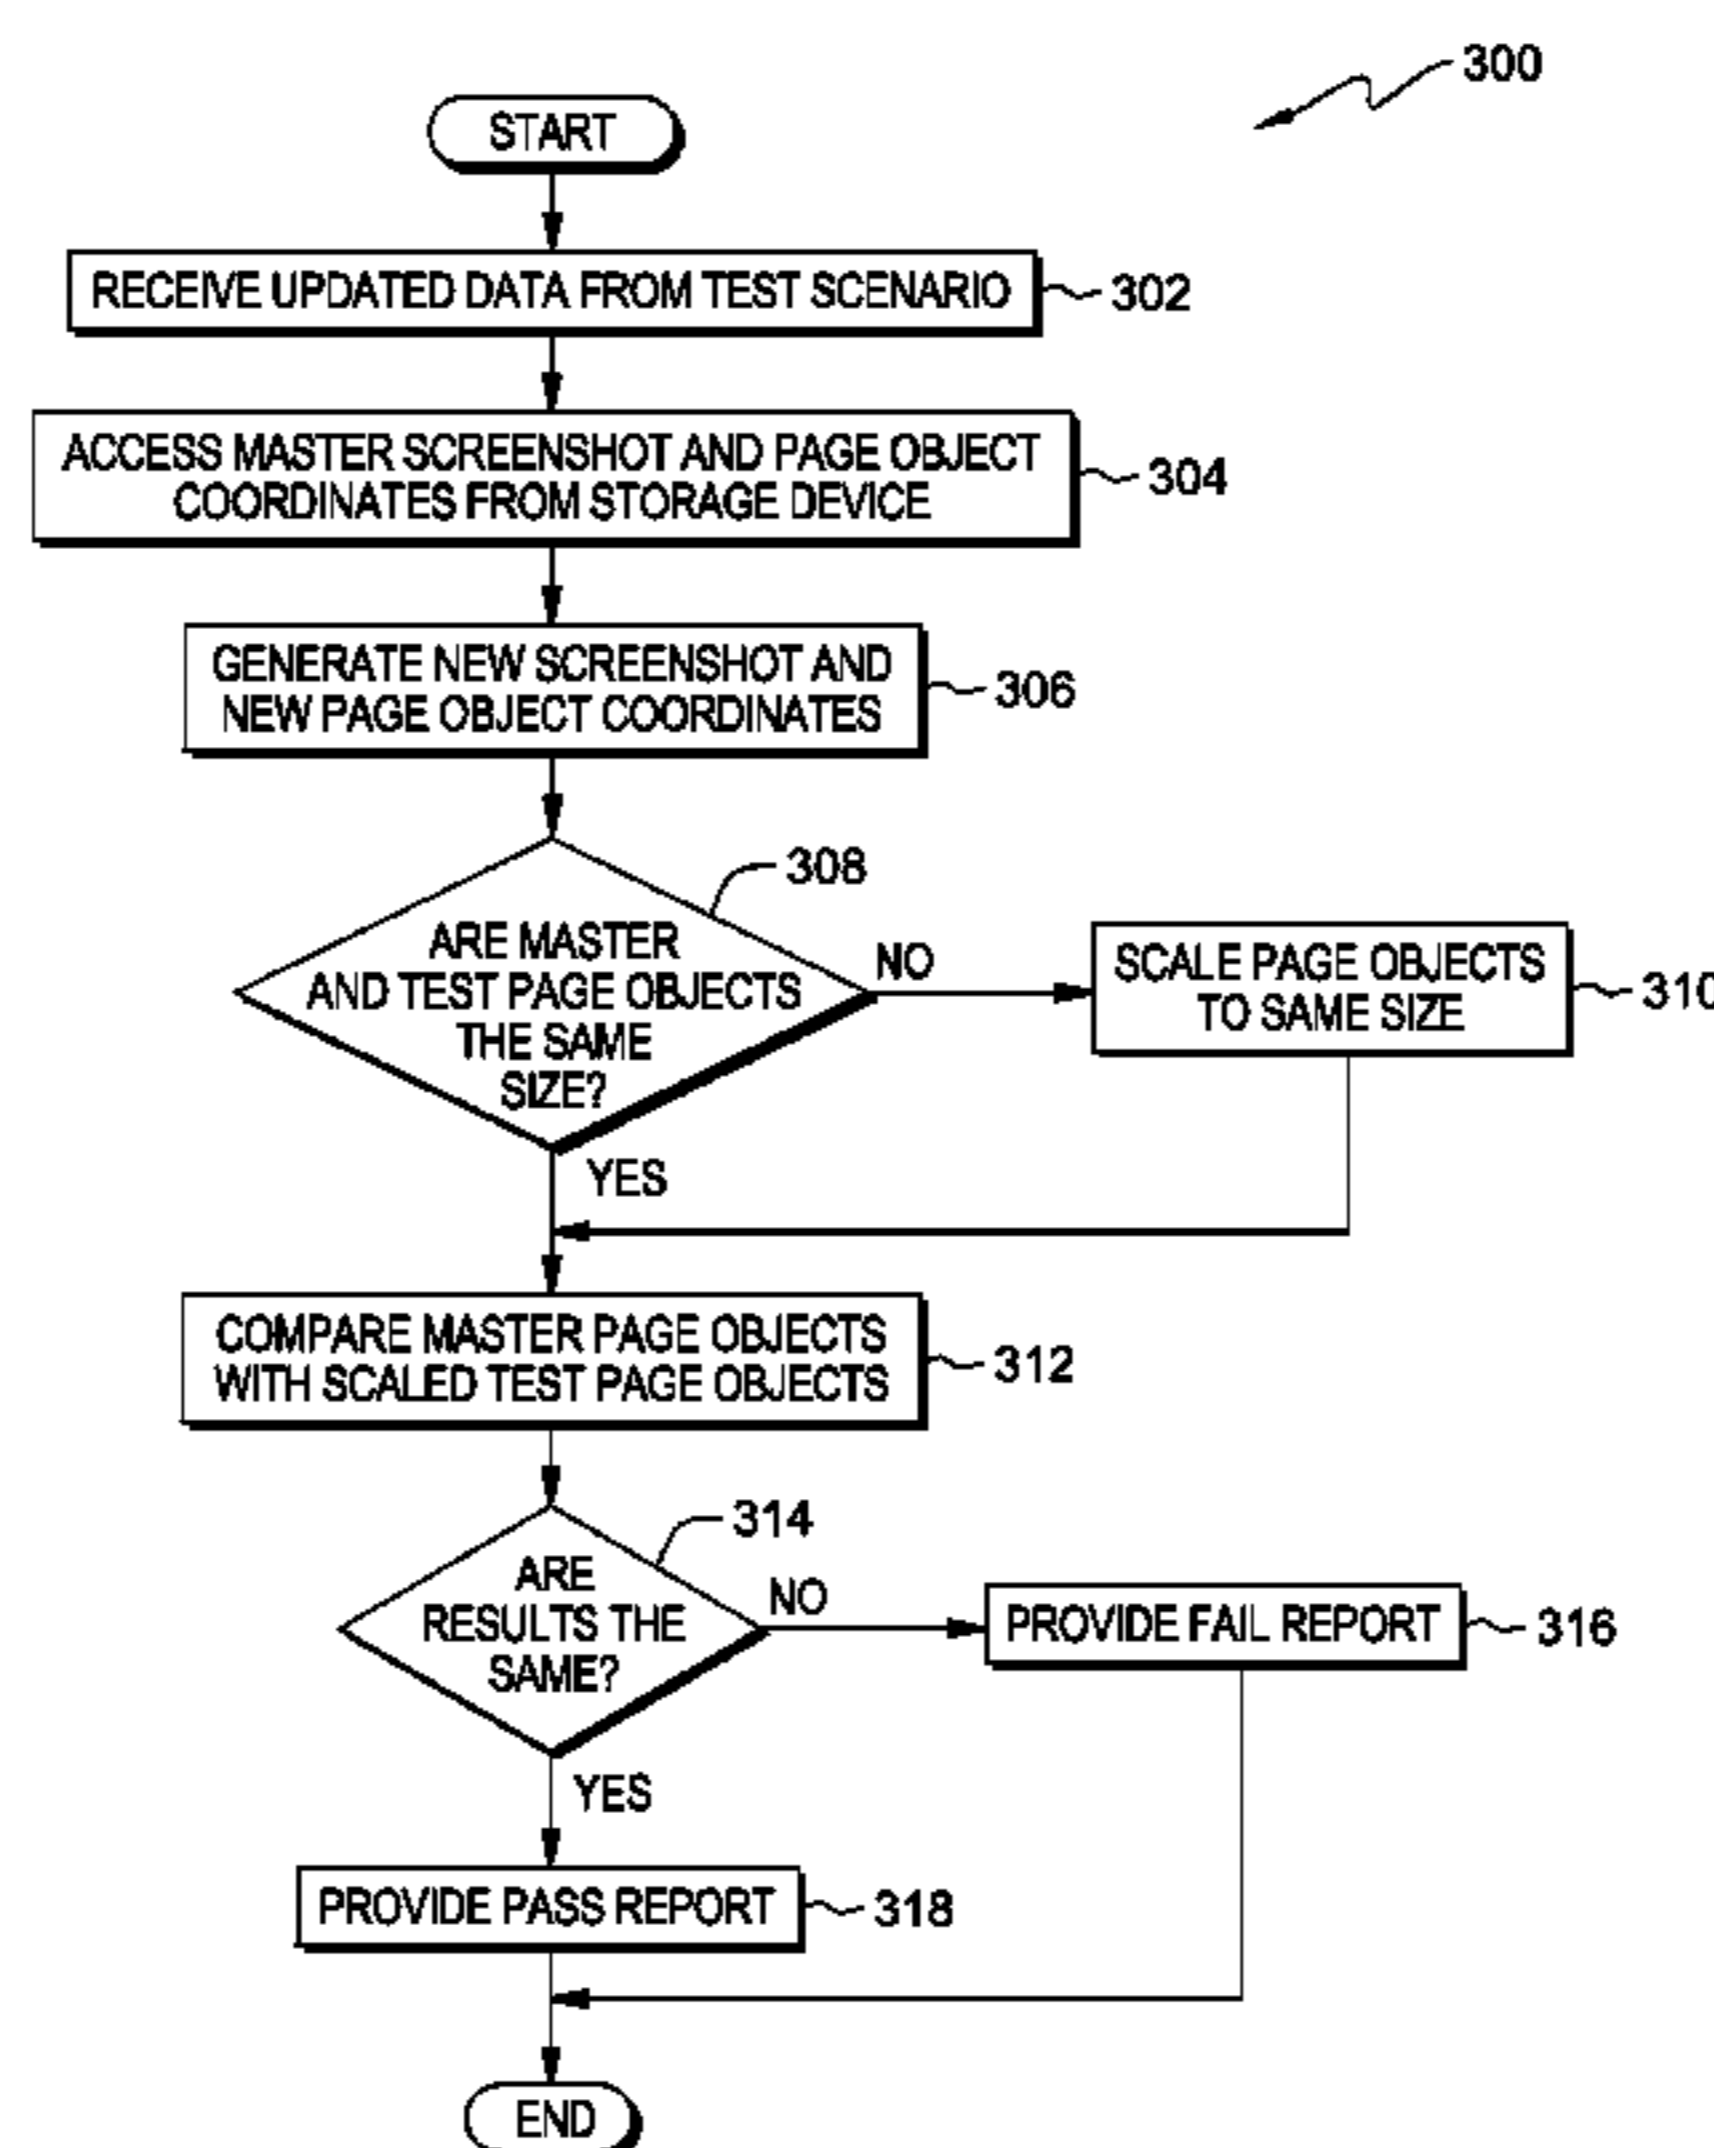 300
START
RECEIVE UPDATED DATA FROM TEST SCENARIO
302
ACCESS MASTER SCREENSHOT AND PAGE OBJECT
COORDINATES FROM STORAGE DEVICE
304
GENERATE NEW SCREENSHOT AND
NEW PAGE OBJECT COORDINATES
306
308
ARE MASTER
AND TEST PAGE OBJECTS
THE SAME
SIZE?
NO
SCALE PAGE OBJECTS
TO SAME SIZE
310
YES
COMPARE MASTER PAGE OBJECTS
WITH SCALED TEST PAGE OBJECTS
312
314
ARE
RESULTS THE
SAME?
NO
PROVIDE FAIL REPORT
316
YES
PROVIDE PASS REPORT
318
END